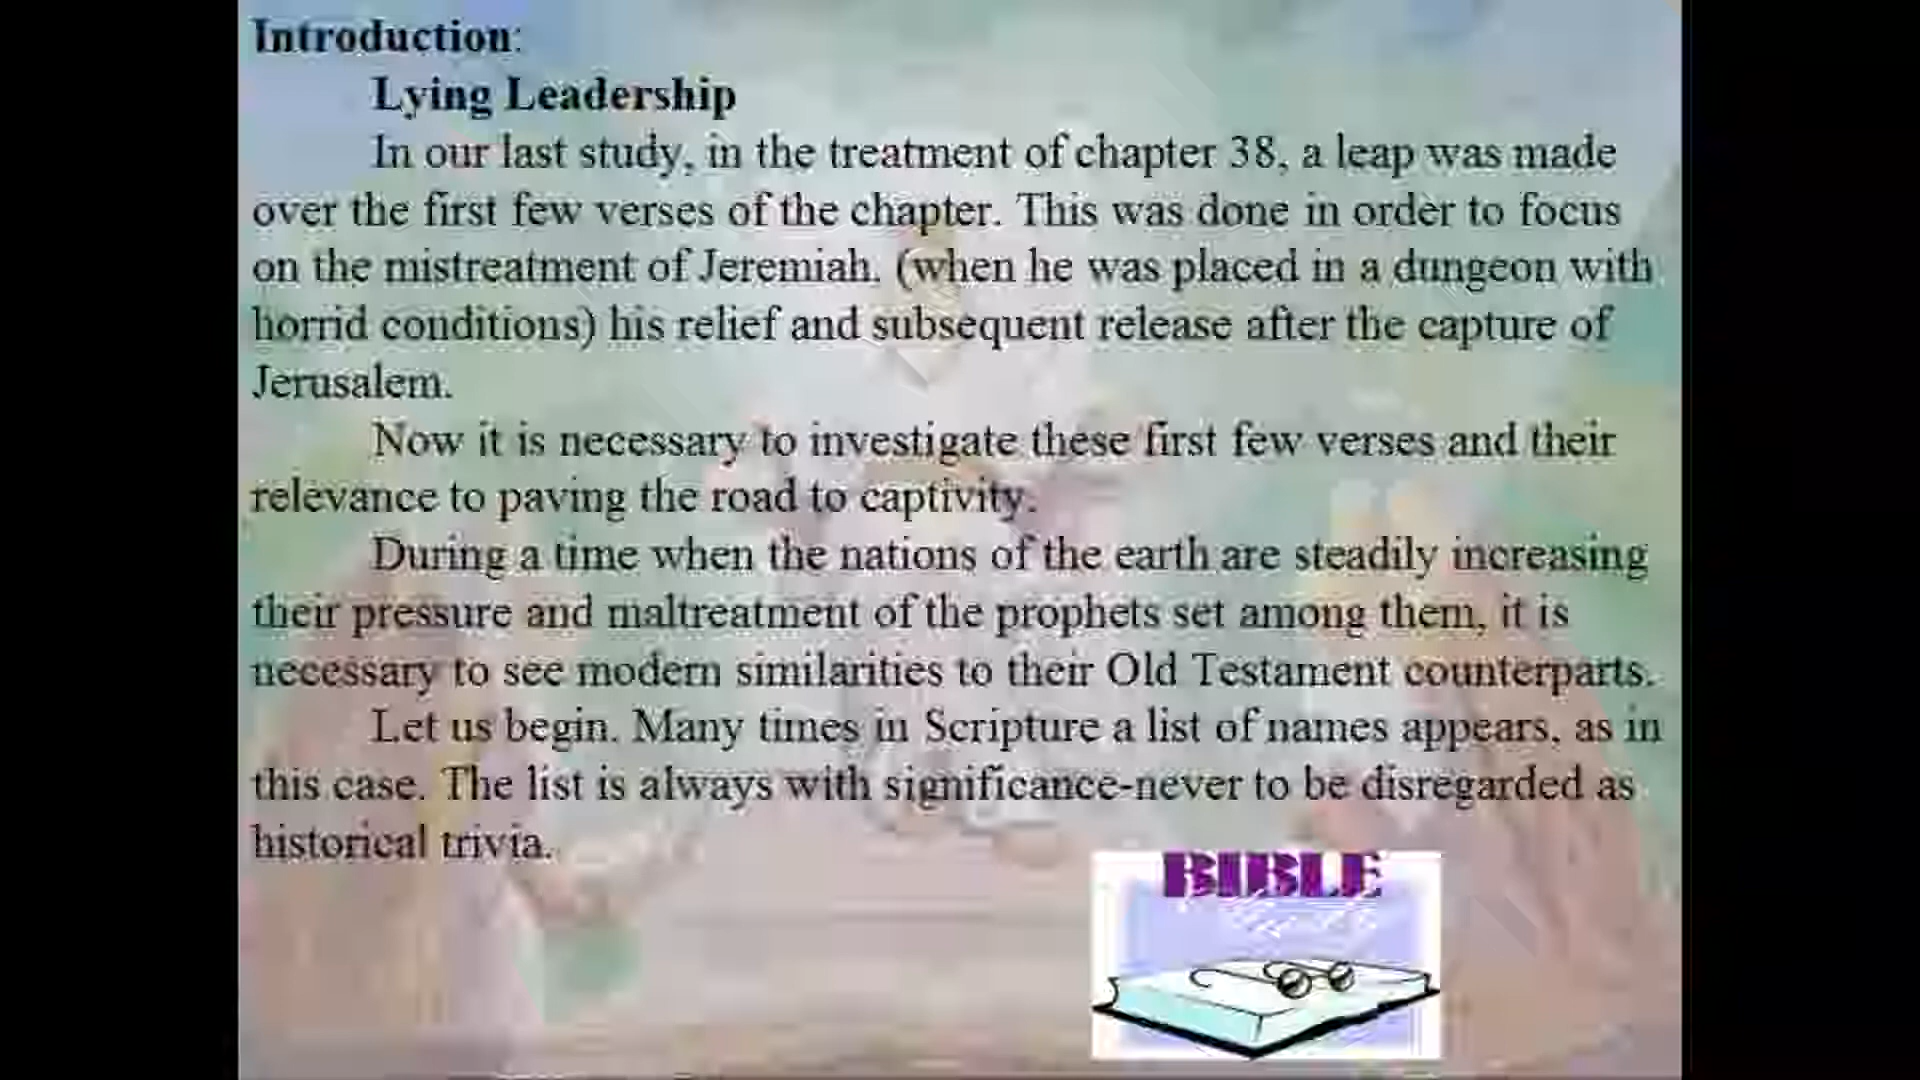 Introduction:
Lying Leadership
In our last study, in the treatment of chapter 38, a leap was made
over the first few verses of the chapter. This was done in order to focus
on the mistreatment of Jeremiah. (when he was placed in a dungeon with
horrid conditions) his relief and subsequent release after the capture of
Jerusalem.
Now it is necessary to investigate these first few verses and their
relevance to paving the road to captivity.
During a time when the nations of the earth are steadily increasing
their pressure and maltreatment of the prophets set among them, it is
necessary to see modern similarities to their Old Testament counterparts.
Let us begin. Many times in Scripture a list of names appears, as in
this case. The list is always with significance-never to be disregarded as
historical trivia.
BIBLE